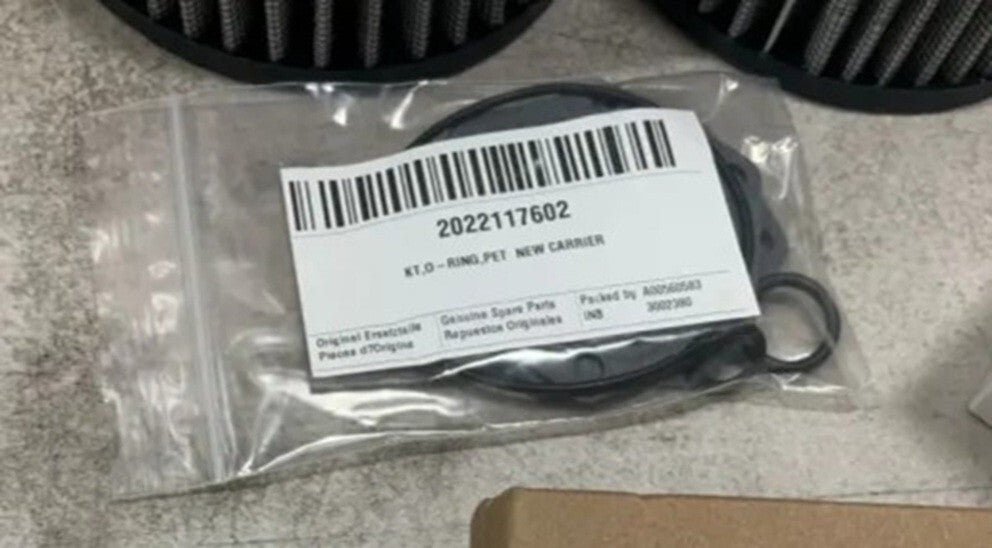 2022117602
KT,O-RING,PET NEW CARRIER
Original Ersatzteile
Pieces d?Origine
Genuine Spare Parts
Repuestos Originales
Packed by A00560583
INB 3002380